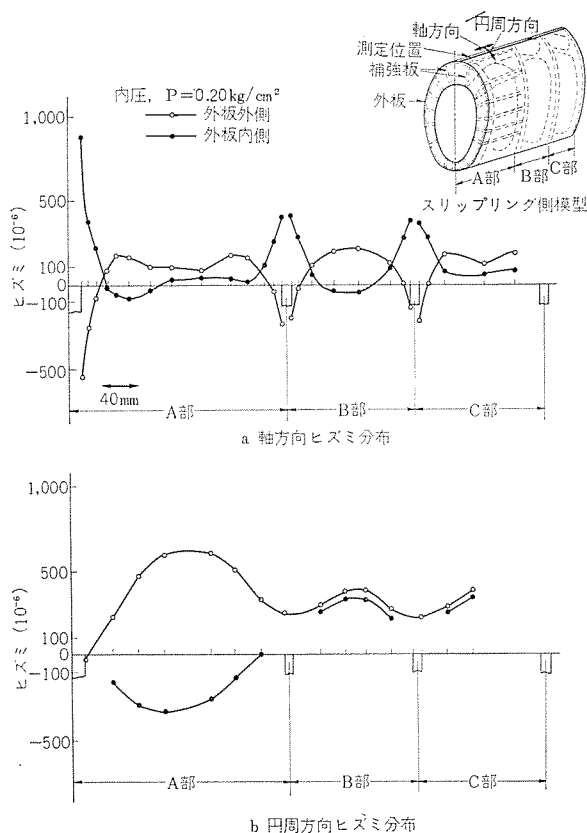 軸方向 円周方向
測定位置
補強板
外板
A部 B部 C部
スリップリング側模型
内圧, P=0.20kg/cm²
外板外側
外板内側
ヒズミ (10⁻⁶)
1,000
500
100
0
-100
-500
40mm
A部 B部 C部
a 軸方向ヒズミ分布
ヒズミ (10⁻⁶)
1,000
500
100
0
-100
-500
A部 B部 C部
b 円周方向ヒズミ分布